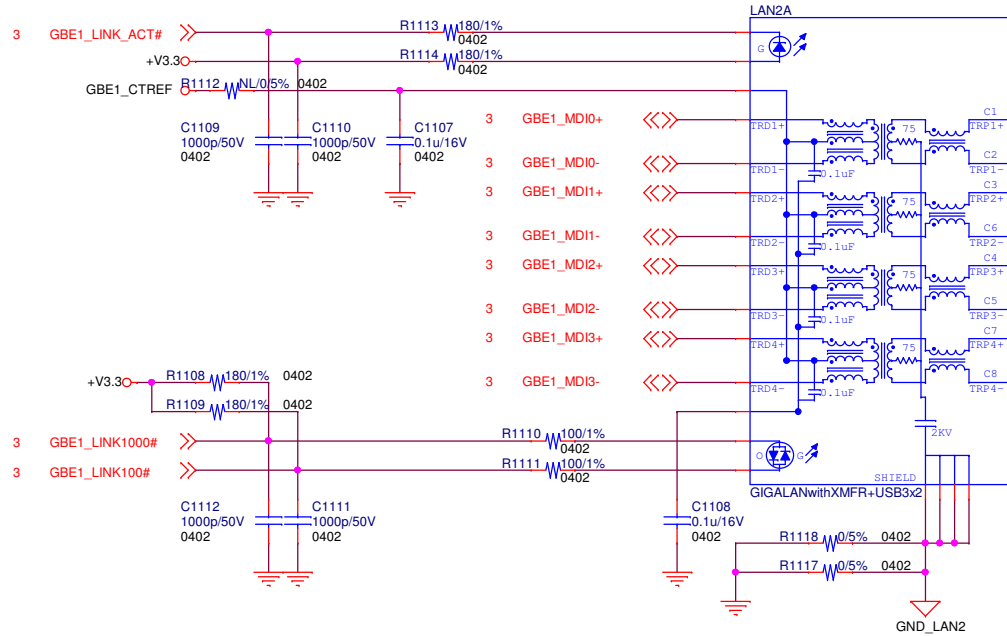 LAN2A
3 GBE1_LINK_ACT#
R1113 180/1%
0402
G
+V3.3
R1114 180/1%
0402
GBE1_CTREF
R1112 NL/0/5% 0402
C1109
1000p/50V
0402
C1110
1000p/50V
0402
C1107
0.1u/16V
0402
3 GBE1_MDI0+
TRD1+
75
C1
TRP1+
3 GBE1_MDI0-
TRD1-
0.1uF
C2
TRP1-
3 GBE1_MDI1+
TRD2+
75
C3
TRP2+
3 GBE1_MDI1-
TRD2-
0.1uF
C6
TRP2-
3 GBE1_MDI2+
TRD3+
75
C4
TRP3+
3 GBE1_MDI2-
TRD3-
0.1uF
C5
TRP3-
3 GBE1_MDI3+
TRD4+
75
C7
TRP4+
3 GBE1_MDI3-
TRD4-
0.1uF
C8
TRP4-
+V3.3
R1108 180/1% 0402
R1109 180/1% 0402
3 GBE1_LINK1000#
R1110 100/1%
0402
3 GBE1_LINK100#
R1111 100/1%
0402
O G
2KV
SHIELD
GIGALANwithXMFR+USB3x2
C1112
1000p/50V
0402
C1111
1000p/50V
0402
C1108
0.1u/16V
0402
R1118 0/5% 0402
R1117 0/5% 0402
GND_LAN2